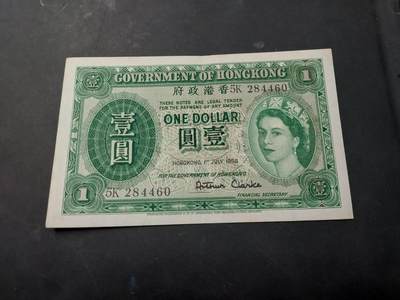 GOVERNMENT OF HONGKONG
壹 1
府政港香 5K 284460
THESE NOTES ARE LEGAL TENDER
FOR THE PAYMENT OF ANY AMOUNT
ONE DOLLAR
壹圓
圓壹
HONGKONG 1ST JULY 1958
FOR THE GOVERNMENT OF HONGKONG
5K 284460
Arthur Clarke
FINANCIAL SECRETARY
1 壹